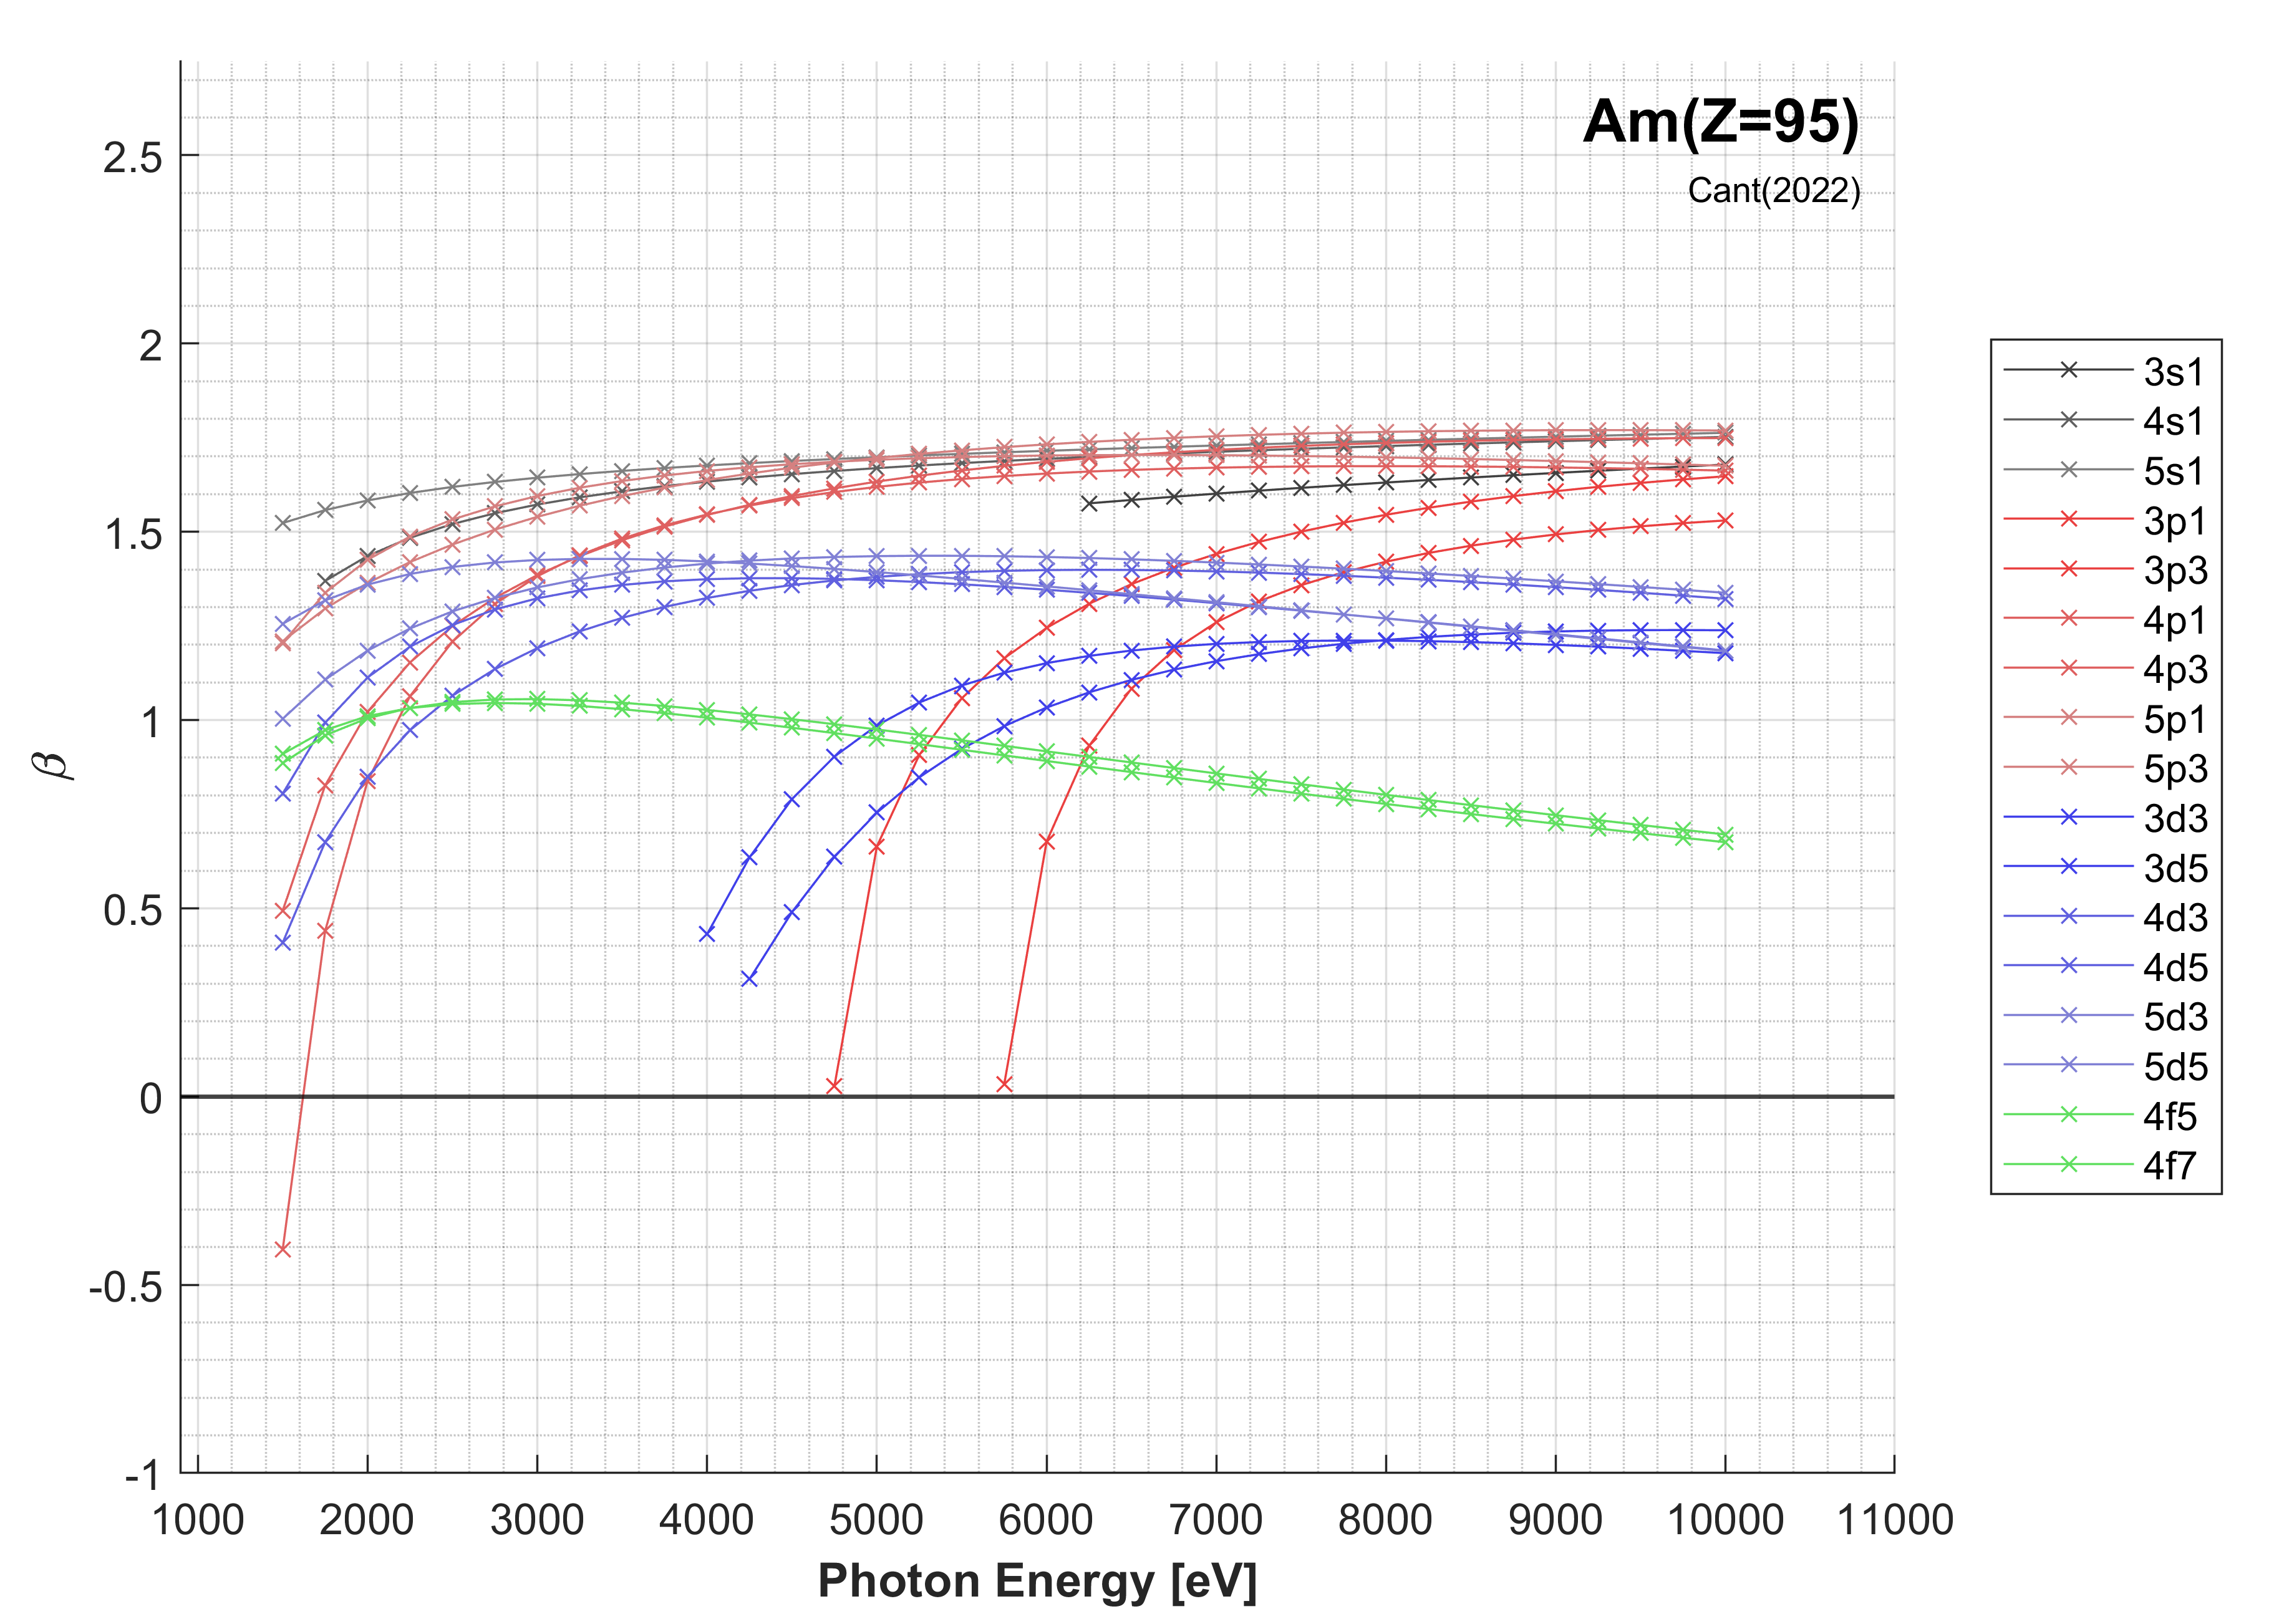 Am(Z=95)
Cant(2022)
2.5
2
1.5
1
0.5
0
-0.5
-1
β
1000 2000 3000 4000 5000 6000 7000 8000 9000 10000 11000
Photon Energy [eV]
3s1
4s1
5s1
3p1
3p3
4p1
4p3
5p1
5p3
3d3
3d5
4d3
4d5
5d3
5d5
4f5
4f7